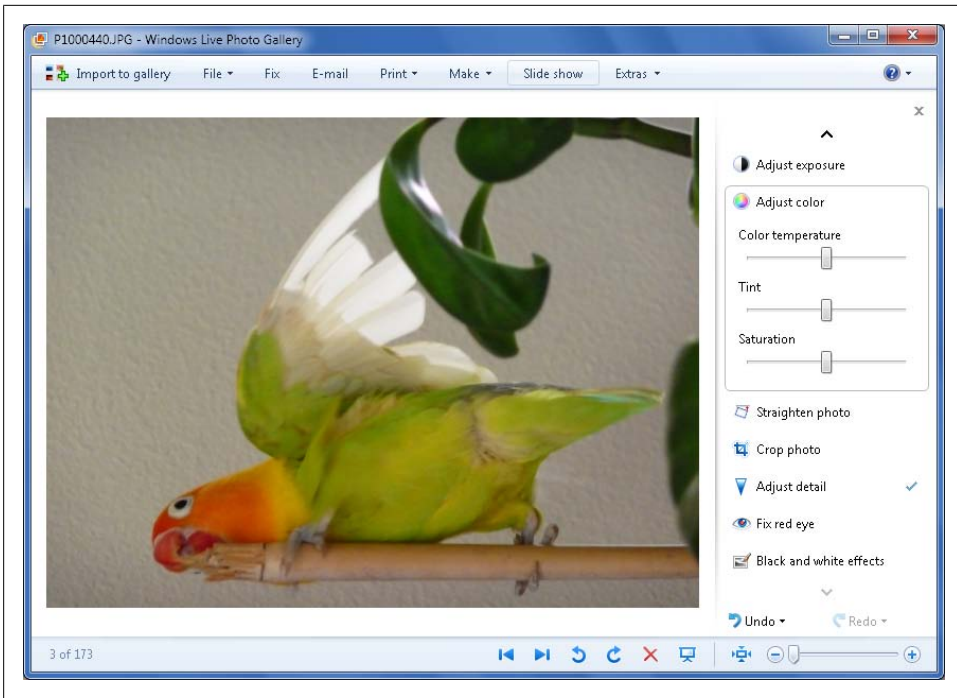 P1000440.JPG - Windows Live Photo Gallery
Import to gallery File Fix E-mail Print Make Slide show Extras
Adjust exposure
Adjust color
Color temperature
Tint
Saturation
Straighten photo
Crop photo
Adjust detail
Fix red eye
Black and white effects
Undo Redo
3 of 173